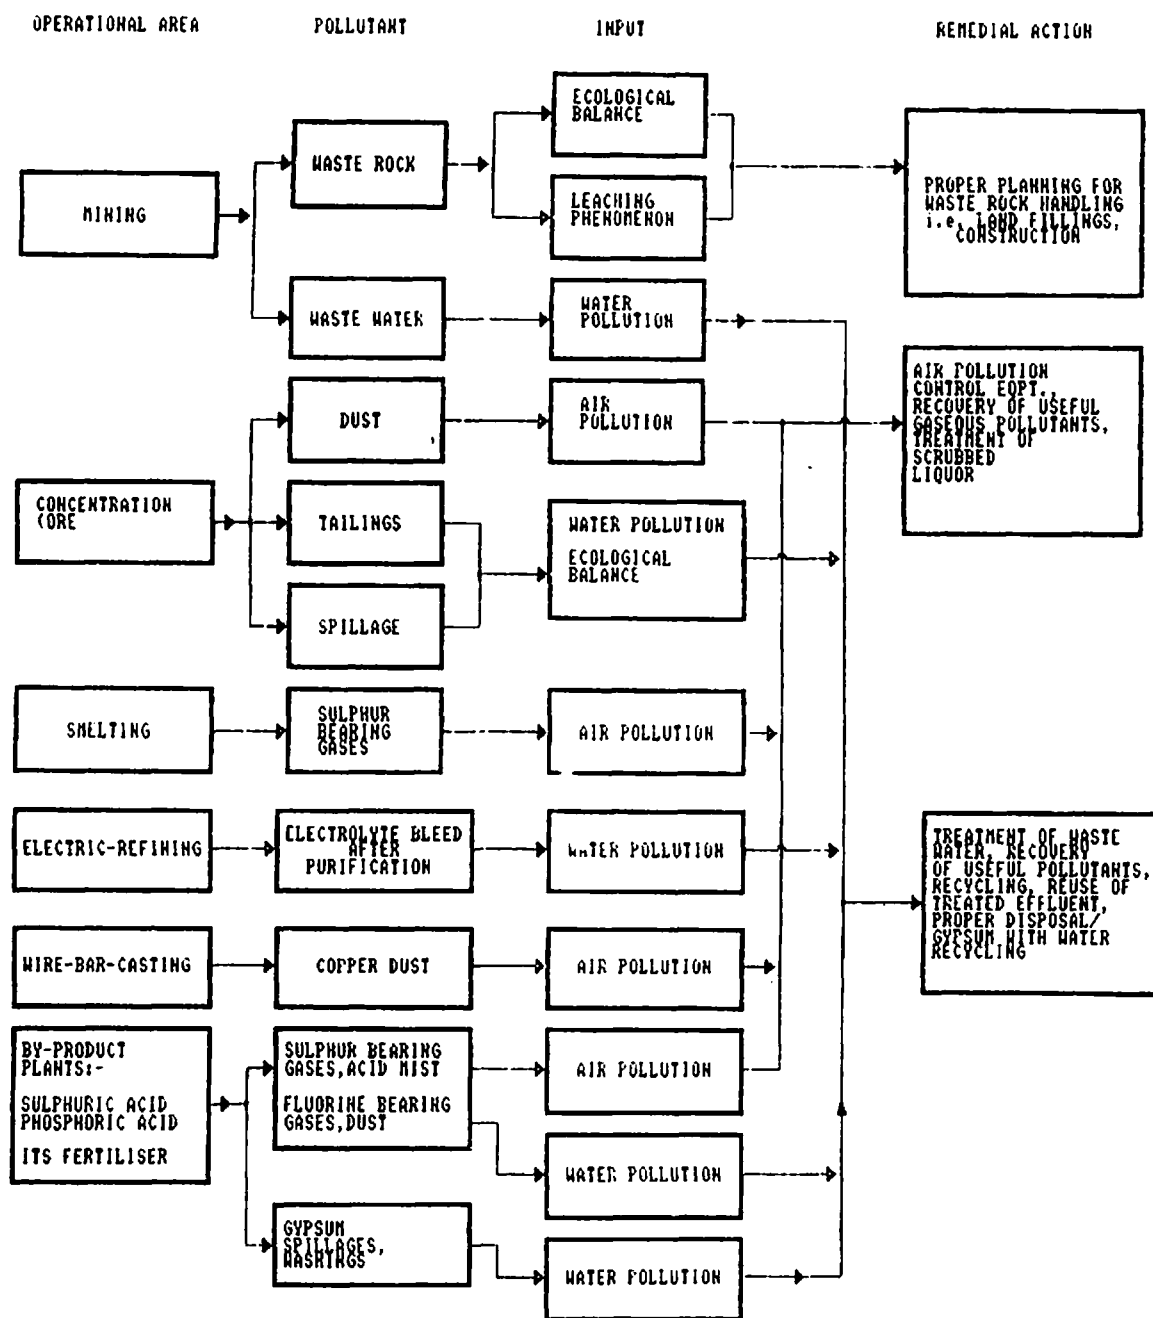 OPERATIONAL AREA POLLUTANT INPUT REMEDIAL ACTION
MINING
WASTE ROCK
ECOLOGICAL
BALANCE
LEACHING
PHENOMENON
PROPER PLANNING FOR
WASTE ROCK HANDLING
i.e. LAND FILLINGS,
CONSTRUCTION
WASTE WATER
WATER
POLLUTION
CONCENTRATION
(ORE
DUST
AIR
POLLUTION
AIR POLLUTION
CONTROL EQPT.,
RECOVERY OF USEFUL
GASEOUS POLLUTANTS,
TREATMENT OF
SCRUBBED
LIQUOR
TAILINGS
SPILLAGE
WATER POLLUTION
ECOLOGICAL
BALANCE
SMELTING
SULPHUR
BEARING
GASES
AIR POLLUTION
ELECTRIC-REFINING
ELECTROLYTE BLEED
AFTER
PURIFICATION
WATER POLLUTION
TREATMENT OF WASTE
WATER, RECOVERY
OF USEFUL POLLUTANTS,
RECYCLING, REUSE OF
TREATED EFFLUENT,
PROPER DISPOSAL/
GYPSUM WITH WATER
RECYCLING
WIRE-BAR-CASTING
COPPER DUST
AIR POLLUTION
BY-PRODUCT
PLANTS:-
SULPHURIC ACID
PHOSPHORIC ACID
ITS FERTILISER
SULPHUR BEARING
GASES,ACID MIST
FLUORINE BEARING
GASES,DUST
AIR POLLUTION
WATER POLLUTION
GYPSUM
SPILLAGES,
WASHINGS
WATER POLLUTION